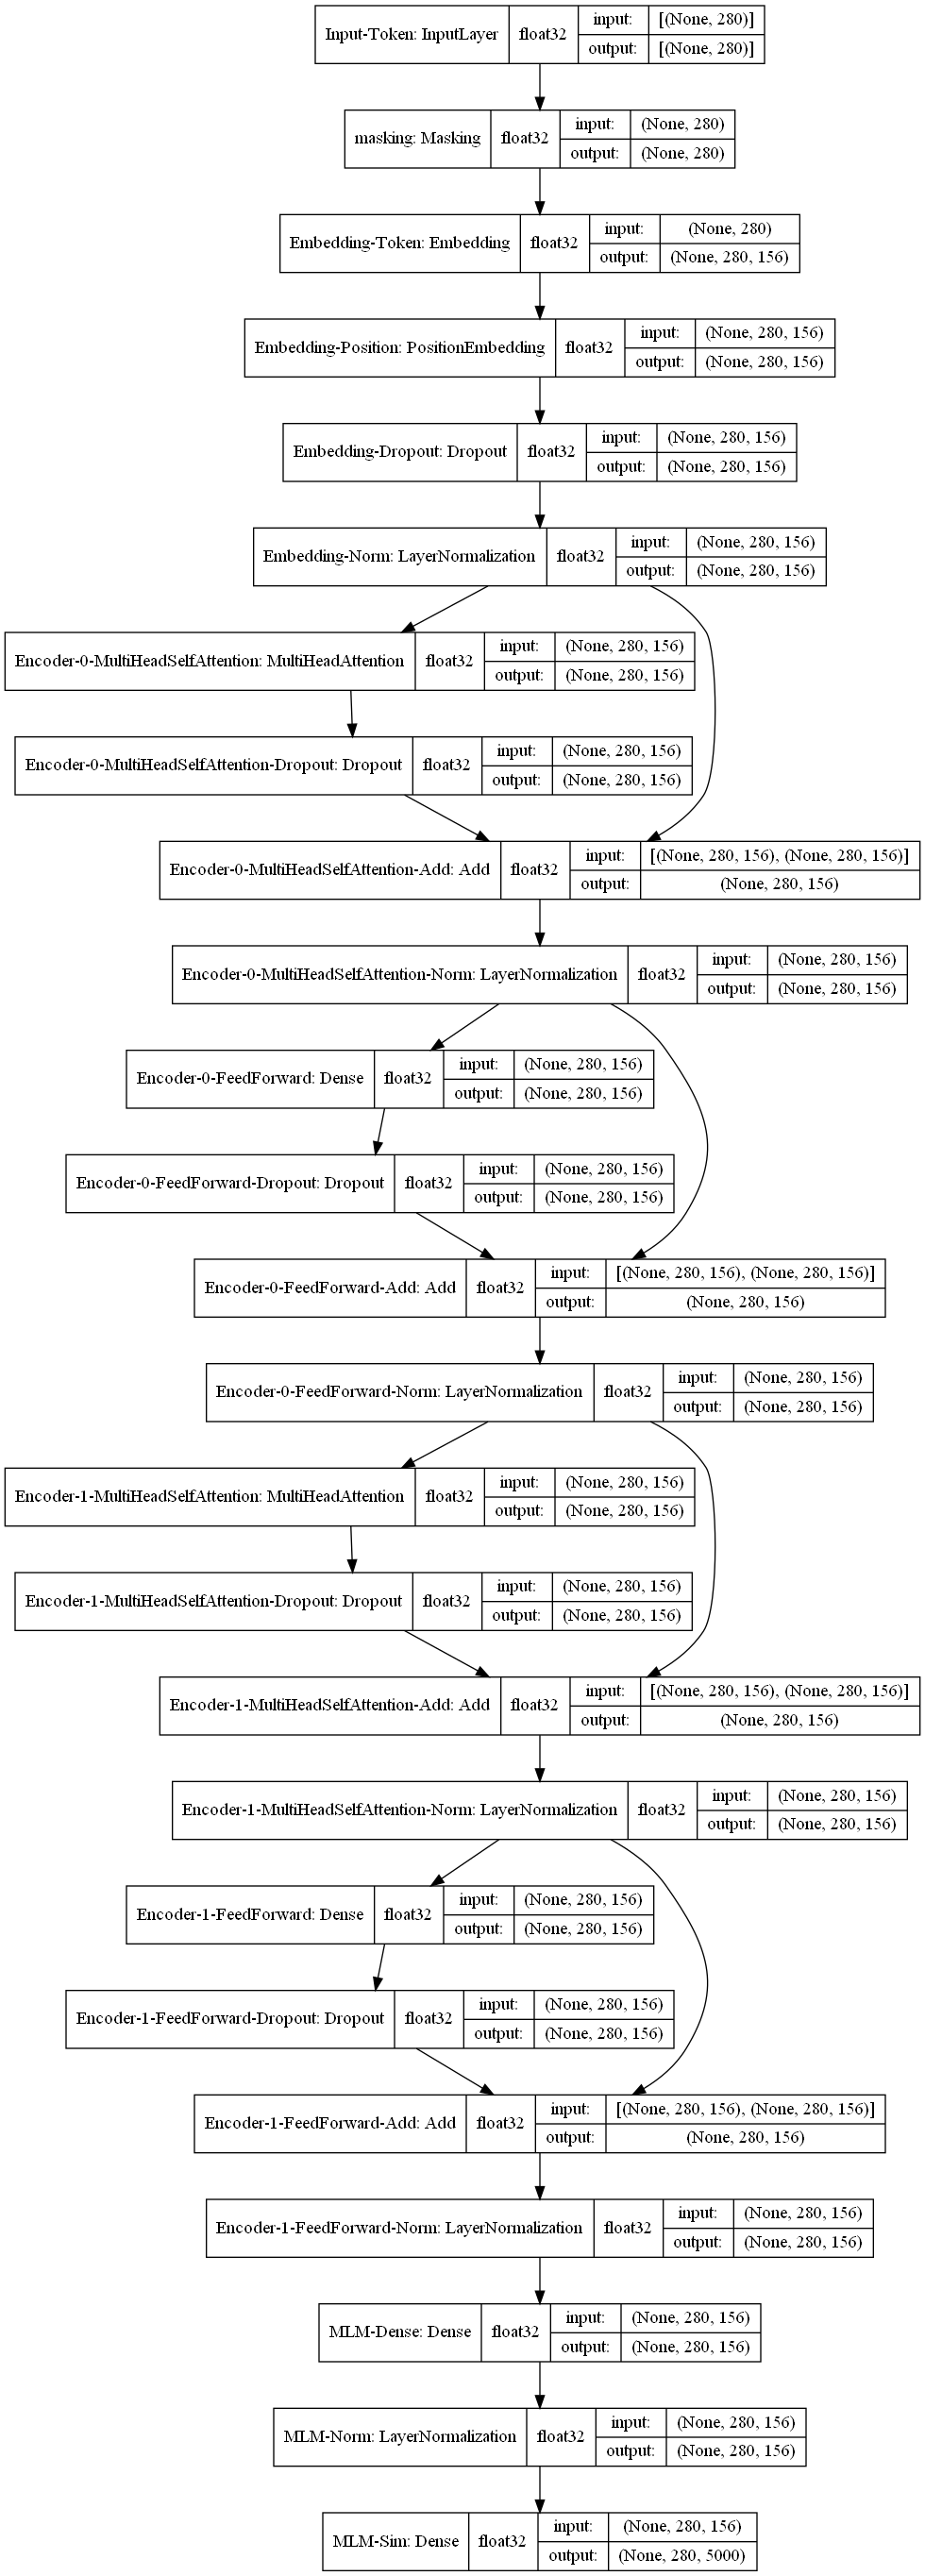 Input-Token: InputLayer float32 input: [(None, 280)]
output: [(None, 280)]
masking: Masking float32 input: (None, 280)
output: (None, 280)
Embedding-Token: Embedding float32 input: (None, 280)
output: (None, 280, 156)
Embedding-Position: PositionEmbedding float32 input: (None, 280, 156)
output: (None, 280, 156)
Embedding-Dropout: Dropout float32 input: (None, 280, 156)
output: (None, 280, 156)
Embedding-Norm: LayerNormalization float32 input: (None, 280, 156)
output: (None, 280, 156)
Encoder-0-MultiHeadSelfAttention: MultiHeadAttention float32 input: (None, 280, 156)
output: (None, 280, 156)
Encoder-0-MultiHeadSelfAttention-Dropout: Dropout float32 input: (None, 280, 156)
output: (None, 280, 156)
Encoder-0-MultiHeadSelfAttention-Add: Add float32 input: [(None, 280, 156), (None, 280, 156)]
output: (None, 280, 156)
Encoder-0-MultiHeadSelfAttention-Norm: LayerNormalization float32 input: (None, 280, 156)
output: (None, 280, 156)
Encoder-0-FeedForward: Dense float32 input: (None, 280, 156)
output: (None, 280, 156)
Encoder-0-FeedForward-Dropout: Dropout float32 input: (None, 280, 156)
output: (None, 280, 156)
Encoder-0-FeedForward-Add: Add float32 input: [(None, 280, 156), (None, 280, 156)]
output: (None, 280, 156)
Encoder-0-FeedForward-Norm: LayerNormalization float32 input: (None, 280, 156)
output: (None, 280, 156)
Encoder-1-MultiHeadSelfAttention: MultiHeadAttention float32 input: (None, 280, 156)
output: (None, 280, 156)
Encoder-1-MultiHeadSelfAttention-Dropout: Dropout float32 input: (None, 280, 156)
output: (None, 280, 156)
Encoder-1-MultiHeadSelfAttention-Add: Add float32 input: [(None, 280, 156), (None, 280, 156)]
output: (None, 280, 156)
Encoder-1-MultiHeadSelfAttention-Norm: LayerNormalization float32 input: (None, 280, 156)
output: (None, 280, 156)
Encoder-1-FeedForward: Dense float32 input: (None, 280, 156)
output: (None, 280, 156)
Encoder-1-FeedForward-Dropout: Dropout float32 input: (None, 280, 156)
output: (None, 280, 156)
Encoder-1-FeedForward-Add: Add float32 input: [(None, 280, 156), (None, 280, 156)]
output: (None, 280, 156)
Encoder-1-FeedForward-Norm: LayerNormalization float32 input: (None, 280, 156)
output: (None, 280, 156)
MLM-Dense: Dense float32 input: (None, 280, 156)
output: (None, 280, 156)
MLM-Norm: LayerNormalization float32 input: (None, 280, 156)
output: (None, 280, 156)
MLM-Sim: Dense float32 input: (None, 280, 156)
output: (None, 280, 5000)